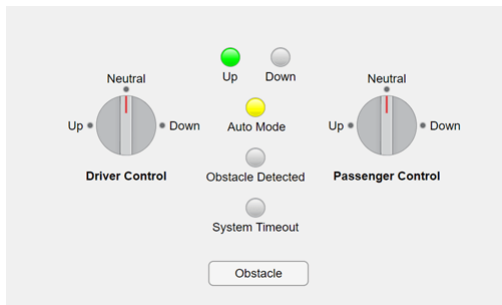 Up Down
Neutral
Up Down
Driver Control
Auto Mode
Obstacle Detected
System Timeout
Neutral
Up Down
Passenger Control
Obstacle